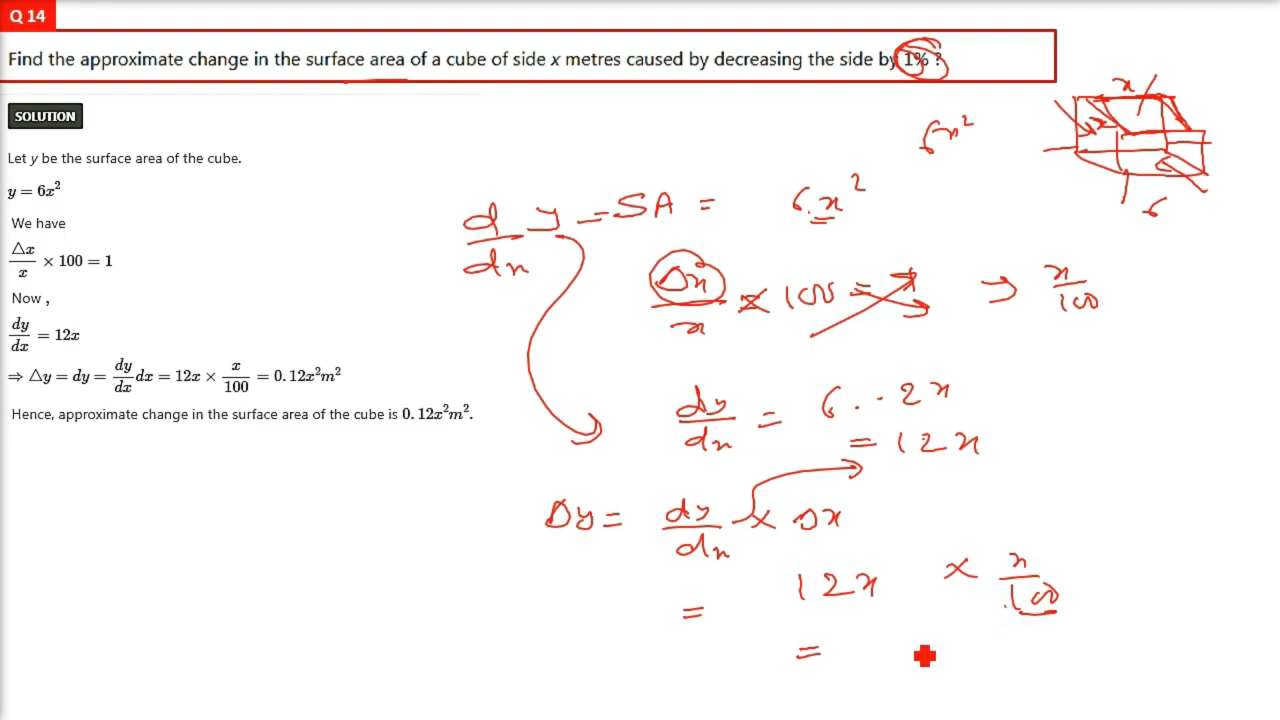 Q 14
Find the approximate change in the surface area of a cube of side x metres caused by decreasing the side by 1% ?
SOLUTION
Let y be the surface area of the cube.
y = 6x²
We have
△x/x × 100 = 1
Now ,
dy/dx = 12x
⇒ △y = dy = dy/dx dx = 12x × x/100 = 0.12x²m²
Hence, approximate change in the surface area of the cube is 0.12x²m².
x
x
6
6x²
d/dx y = SA = 6.x²
Δx/x × 100 = ⇒ x/100
dy/dx = 6 . . 2x
= 12x
Δy = dy/dx × Δx
= 12x × x/100
=